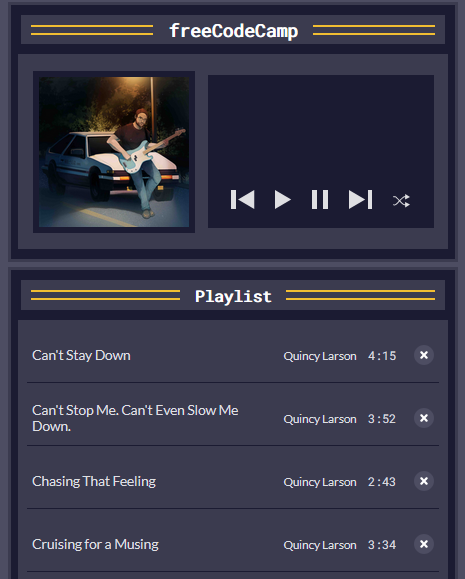 freeCodeCamp
Playlist
Can't Stay Down Quincy Larson 4:15
Can't Stop Me. Can't Even Slow Me
Down. Quincy Larson 3:52
Chasing That Feeling Quincy Larson 2:43
Cruising for a Musing Quincy Larson 3:34